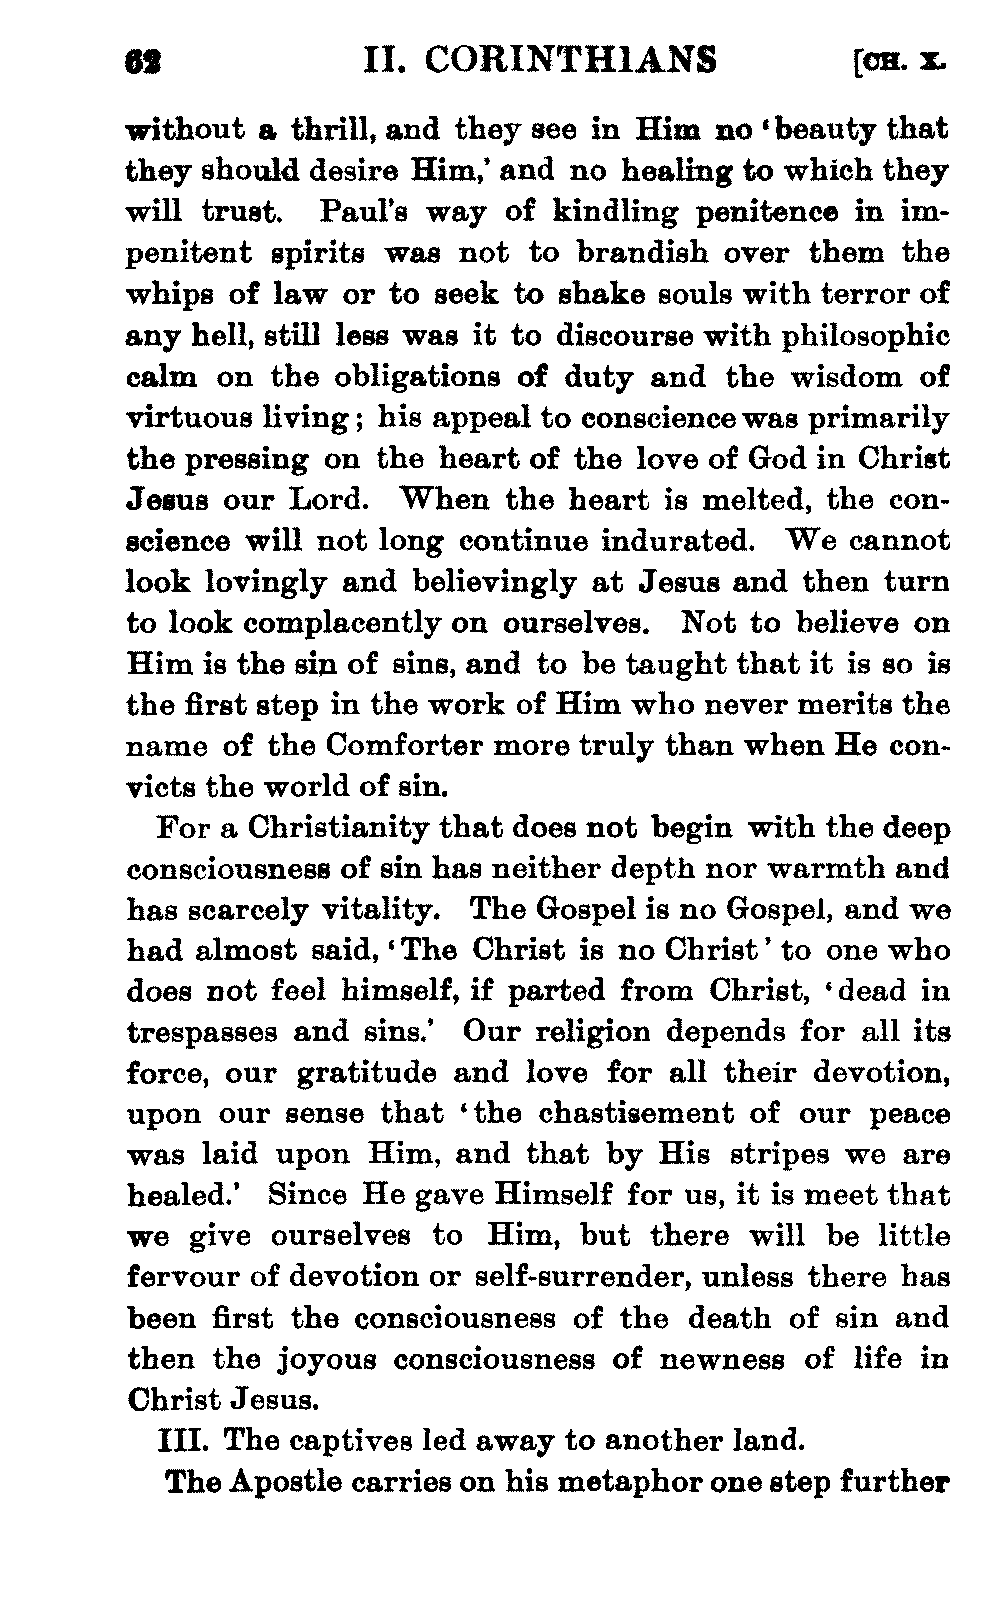 62 II. CORINTHIANS [CH. X.
without a thrill, and they see in Him no ‘beauty that
they should desire Him,’ and no healing to which they
will trust. Paul’s way of kindling penitence in im-
penitent spirits was not to brandish over them the
whips of law or to seek to shake souls with terror of
any hell, still less was it to discourse with philosophic
calm on the obligations of duty and the wisdom of
virtuous living; his appeal to conscience was primarily
the pressing on the heart of the love of God in Christ
Jesus our Lord. When the heart is melted, the con-
science will not long continue indurated. We cannot
look lovingly and believingly at Jesus and then turn
to look complacently on ourselves. Not to believe on
Him is the sin of sins, and to be taught that it is so is
the first step in the work of Him who never merits the
name of the Comforter more truly than when He con-
victs the world of sin.
For a Christianity that does not begin with the deep
consciousness of sin has neither depth nor warmth and
has scarcely vitality. The Gospel is no Gospel, and we
had almost said, ‘The Christ is no Christ’ to one who
does not feel himself, if parted from Christ, ‘dead in
trespasses and sins.’ Our religion depends for all its
force, our gratitude and love for all their devotion,
upon our sense that ‘the chastisement of our peace
was laid upon Him, and that by His stripes we are
healed.’ Since He gave Himself for us, it is meet that
we give ourselves to Him, but there will be little
fervour of devotion or self-surrender, unless there has
been first the consciousness of the death of sin and
then the joyous consciousness of newness of life in
Christ Jesus.
III. The captives led away to another land.
The Apostle carries on his metaphor one step further